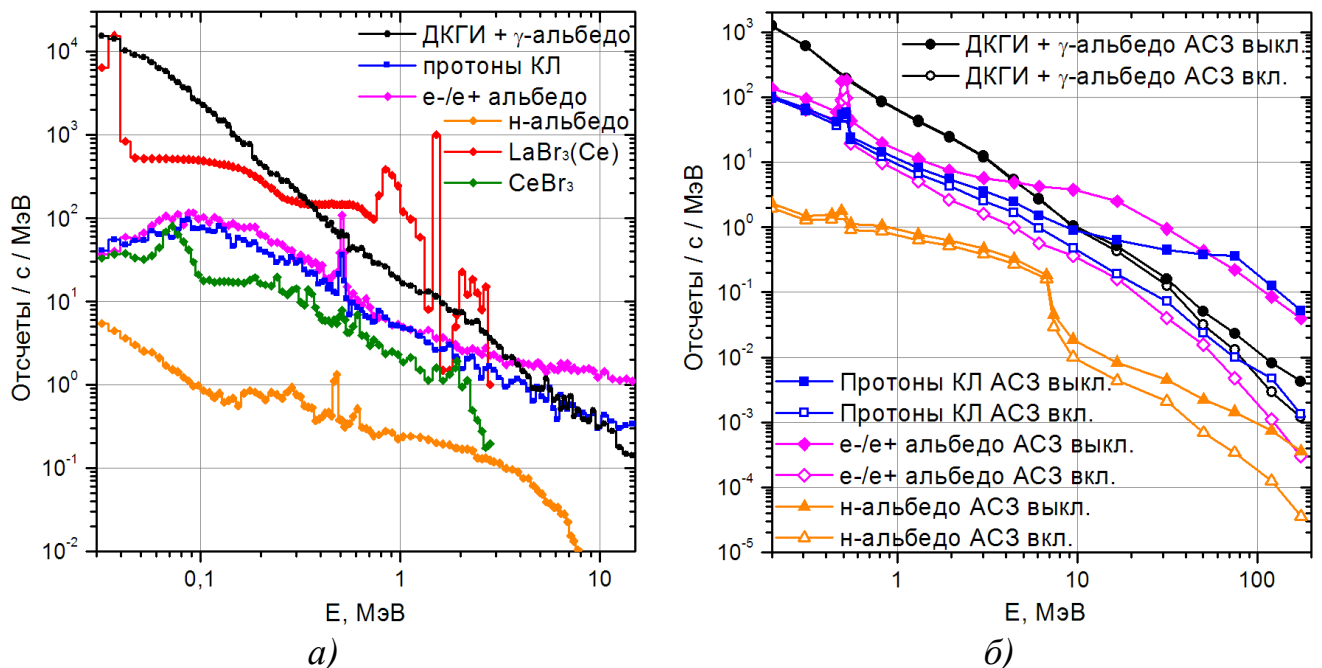 Отсчеты / с / МэВ
10⁴
10³
10²
10¹
10⁰
10⁻¹
10⁻²
0,1
1
10
E, МэВ
ДКГИ + γ-альбедо
протоны КЛ
e-/e+ альбедо
н-альбедо
LaBr₃(Ce)
CeBr₃
а)
Отсчеты / с / МэВ
10³
10²
10¹
10⁰
10⁻¹
10⁻²
10⁻³
10⁻⁴
10⁻⁵
1
10
100
E, МэВ
ДКГИ + γ-альбедо АСЗ выкл.
ДКГИ + γ-альбедо АСЗ вкл.
Протоны КЛ АСЗ выкл.
Протоны КЛ АСЗ вкл.
e-/e+ альбедо АСЗ выкл.
e-/e+ альбедо АСЗ вкл.
н-альбедо АСЗ выкл.
н-альбедо АСЗ вкл.
б)